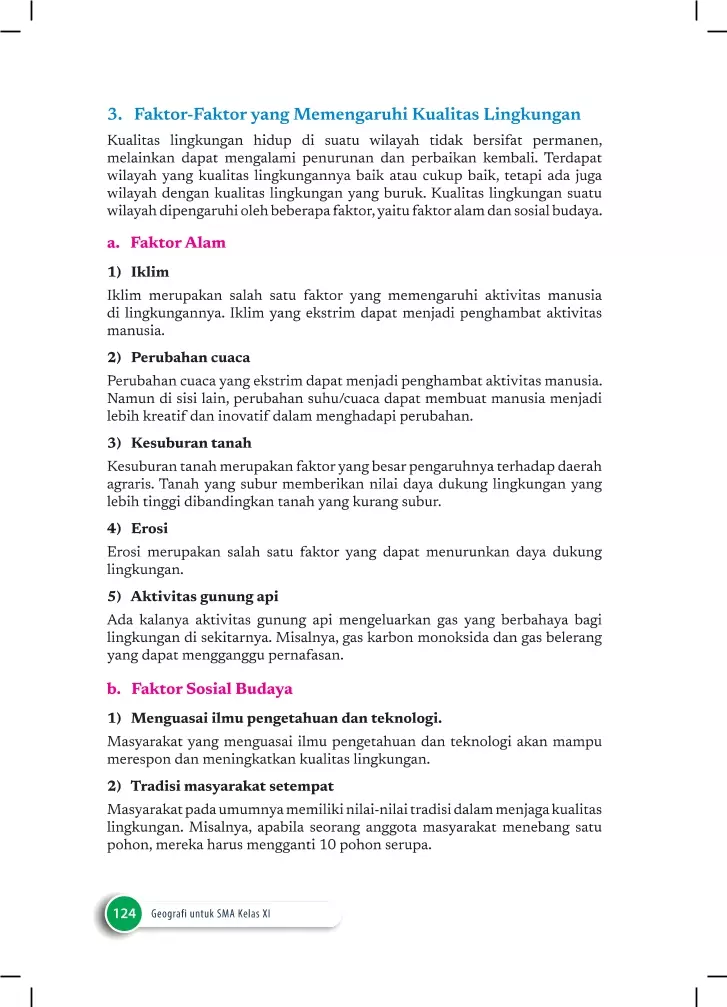 3. Faktor-Faktor yang Memengaruhi Kualitas Lingkungan
Kualitas lingkungan hidup di suatu wilayah tidak bersifat permanen,
melainkan dapat mengalami penurunan dan perbaikan kembali. Terdapat
wilayah yang kualitas lingkungannya baik atau cukup baik, tetapi ada juga
wilayah dengan kualitas lingkungan yang buruk. Kualitas lingkungan suatu
wilayah dipengaruhi oleh beberapa faktor, yaitu faktor alam dan sosial budaya.
a. Faktor Alam
1) Iklim
Iklim merupakan salah satu faktor yang memengaruhi aktivitas manusia
di lingkungannya. Iklim yang ekstrim dapat menjadi penghambat aktivitas
manusia.
2) Perubahan cuaca
Perubahan cuaca yang ekstrim dapat menjadi penghambat aktivitas manusia.
Namun di sisi lain, perubahan suhu/cuaca dapat membuat manusia menjadi
lebih kreatif dan inovatif dalam menghadapi perubahan.
3) Kesuburan tanah
Kesuburan tanah merupakan faktor yang besar pengaruhnya terhadap daerah
agraris. Tanah yang subur memberikan nilai daya dukung lingkungan yang
lebih tinggi dibandingkan tanah yang kurang subur.
4) Erosi
Erosi merupakan salah satu faktor yang dapat menurunkan daya dukung
lingkungan.
5) Aktivitas gunung api
Ada kalanya aktivitas gunung api mengeluarkan gas yang berbahaya bagi
lingkungan di sekitarnya. Misalnya, gas karbon monoksida dan gas belerang
yang dapat mengganggu pernafasan.
b. Faktor Sosial Budaya
1) Menguasai ilmu pengetahuan dan teknologi.
Masyarakat yang menguasai ilmu pengetahuan dan teknologi akan mampu
merespon dan meningkatkan kualitas lingkungan.
2) Tradisi masyarakat setempat
Masyarakat pada umumnya memiliki nilai-nilai tradisi dalam menjaga kualitas
lingkungan. Misalnya, apabila seorang anggota masyarakat menebang satu
pohon, mereka harus mengganti 10 pohon serupa.
124 Geografi untuk SMA Kelas XI